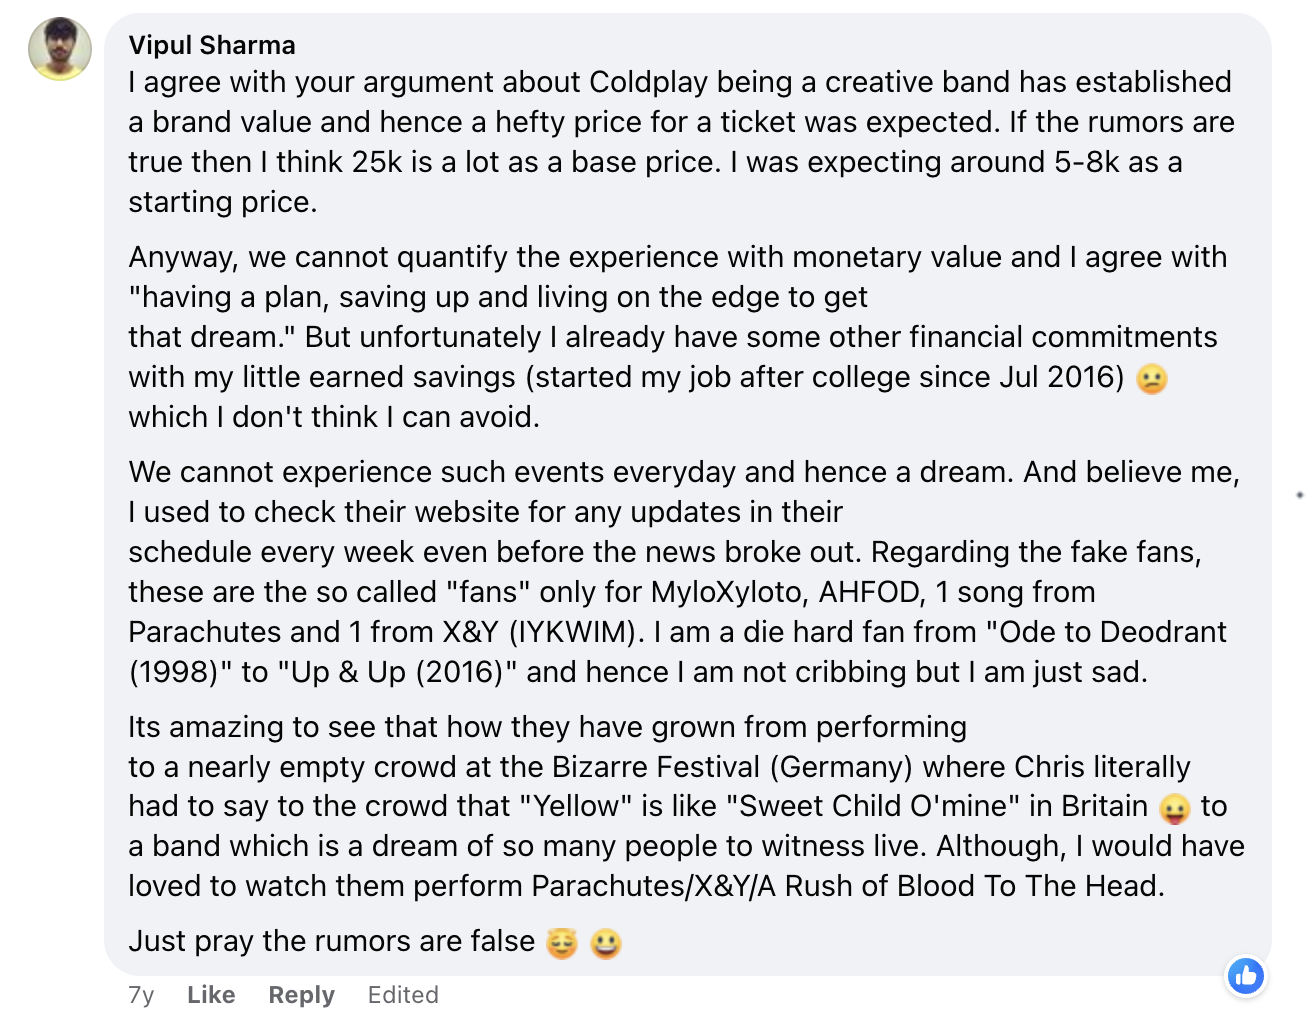 Vipul Sharma
I agree with your argument about Coldplay being a creative band has established
a brand value and hence a hefty price for a ticket was expected. If the rumors are
true then I think 25k is a lot as a base price. I was expecting around 5-8k as a
starting price.
Anyway, we cannot quantify the experience with monetary value and I agree with
"having a plan, saving up and living on the edge to get
that dream." But unfortunately I already have some other financial commitments
with my little earned savings (started my job after college since Jul 2016) 😕
which I don't think I can avoid.
We cannot experience such events everyday and hence a dream. And believe me,
I used to check their website for any updates in their
schedule every week even before the news broke out. Regarding the fake fans,
these are the so called "fans" only for MyloXyloto, AHFOD, 1 song from
Parachutes and 1 from X&Y (IYKWIM). I am a die hard fan from "Ode to Deodrant
(1998)" to "Up & Up (2016)" and hence I am not cribbing but I am just sad.
Its amazing to see that how they have grown from performing
to a nearly empty crowd at the Bizarre Festival (Germany) where Chris literally
had to say to the crowd that "Yellow" is like "Sweet Child O'mine" in Britain 😛 to
a band which is a dream of so many people to witness live. Although, I would have
loved to watch them perform Parachutes/X&Y/A Rush of Blood To The Head.
Just pray the rumors are false 😇 😀
7y Like Reply Edited